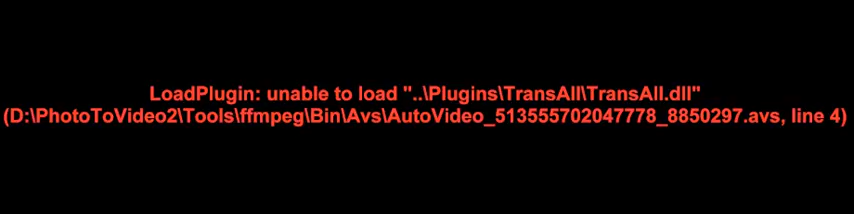 LoadPlugin: unable to load "..\Plugins\TransAll\TransAll.dll"
(D:\PhotoToVideo2\Tools\ffmpeg\Bin\Avs\AutoVideo_513555702047778_8850297.avs, line 4)